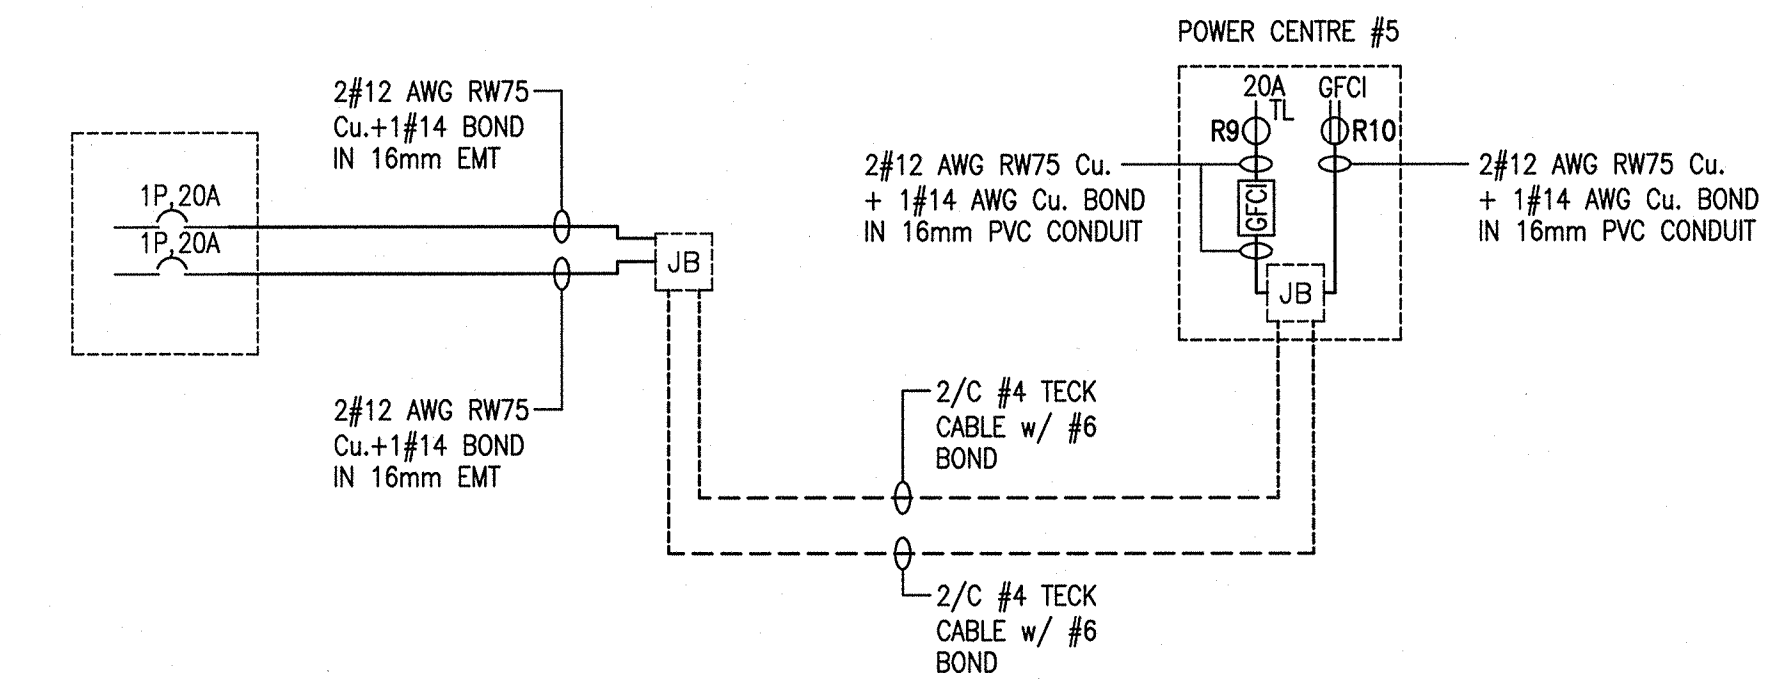 POWER CENTRE #5
2#12 AWG RW75
Cu.+1#14 BOND
IN 16mm EMT
1P,20A
1P,20A
JB
2#12 AWG RW75
Cu.+1#14 BOND
IN 16mm EMT
20A
TL
GFCI
R9
R10
2#12 AWG RW75 Cu.
+ 1#14 AWG Cu. BOND
IN 16mm PVC CONDUIT
GFCI
JB
2#12 AWG RW75 Cu.
+ 1#14 AWG Cu. BOND
IN 16mm PVC CONDUIT
2/C #4 TECK
CABLE w/ #6
BOND
2/C #4 TECK
CABLE w/ #6
BOND